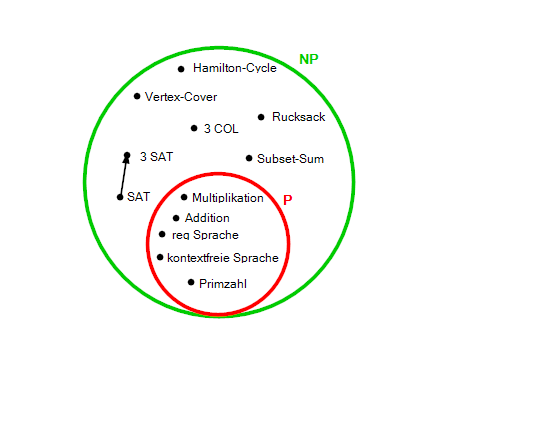 NP
Hamilton-Cycle
Vertex-Cover
Rucksack
3 COL
3 SAT
Subset-Sum
SAT
Multiplikation
P
Addition
reg Sprache
kontextfreie Sprache
Primzahl